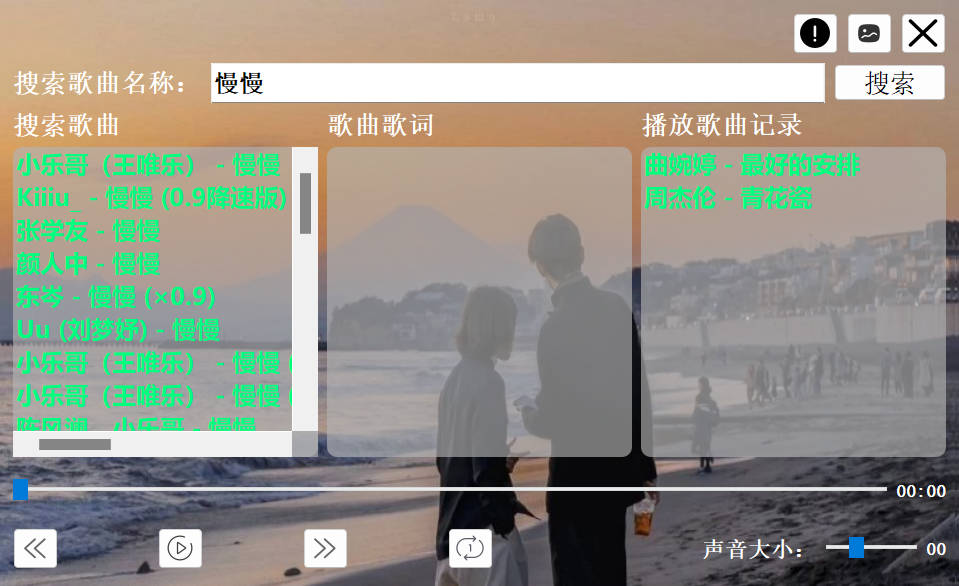 搜索歌曲名称：
慢慢
搜索
搜索歌曲
歌曲歌词
播放歌曲记录
小乐哥（王唯乐） - 慢慢
Kiiiu - 慢慢 (0.9降速版)
张学友 - 慢慢
颜人中 - 慢慢
东岑 - 慢慢 (×0.9)
Uu (刘梦妤) - 慢慢
小乐哥（王唯乐） - 慢慢 (
小乐哥（王唯乐） - 慢慢 (
小乐哥 - 慢慢
曲婉婷 - 最好的安排
周杰伦 - 青花瓷
00:00
1
声音大小：
00